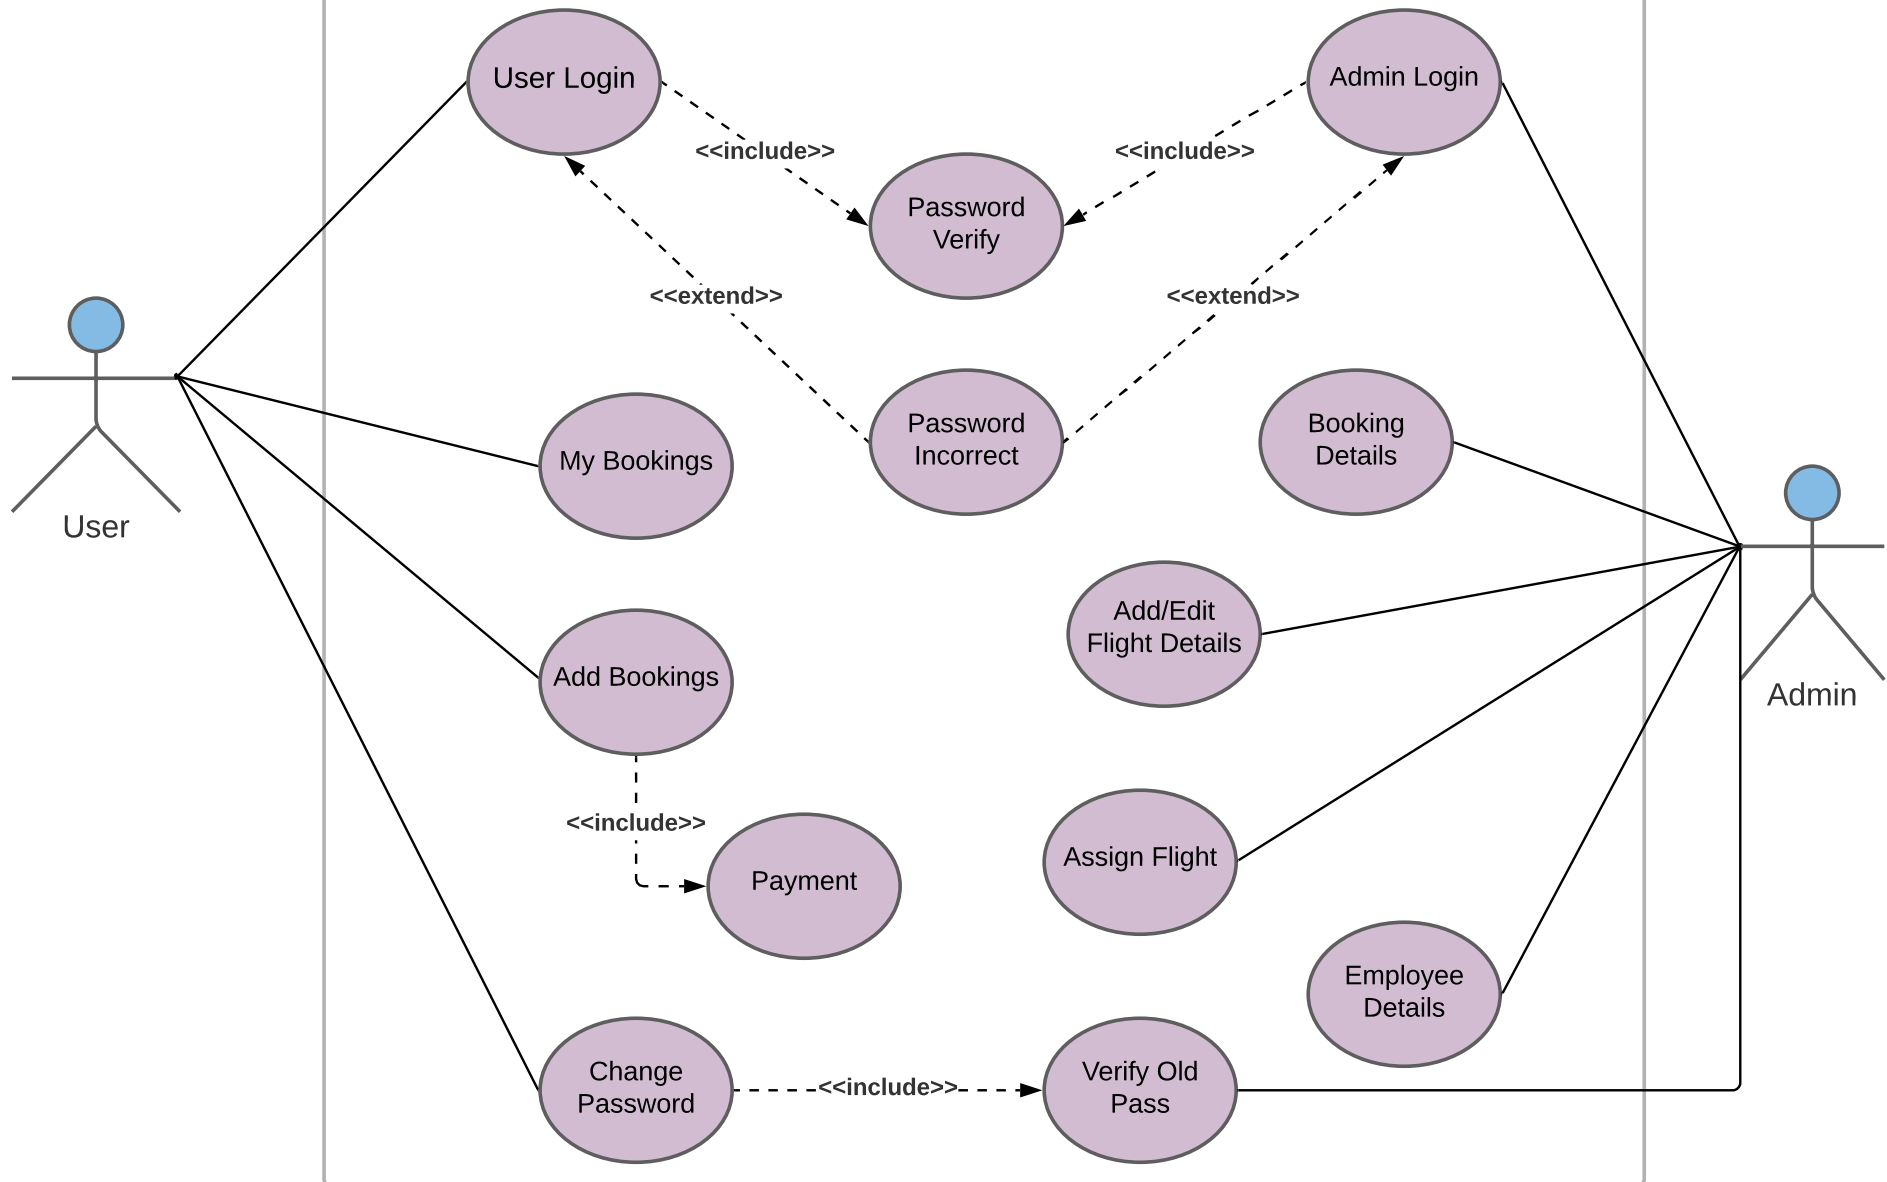 User Login
Admin Login
<<include>>
<<include>>
Password
Verify
<<extend>>
<<extend>>
Password
Incorrect
Booking
Details
My Bookings
User
Add/Edit
Flight Details
Add Bookings
Admin
<<include>>
Assign Flight
Payment
Employee
Details
Change
Password
<<include>>
Verify Old
Pass